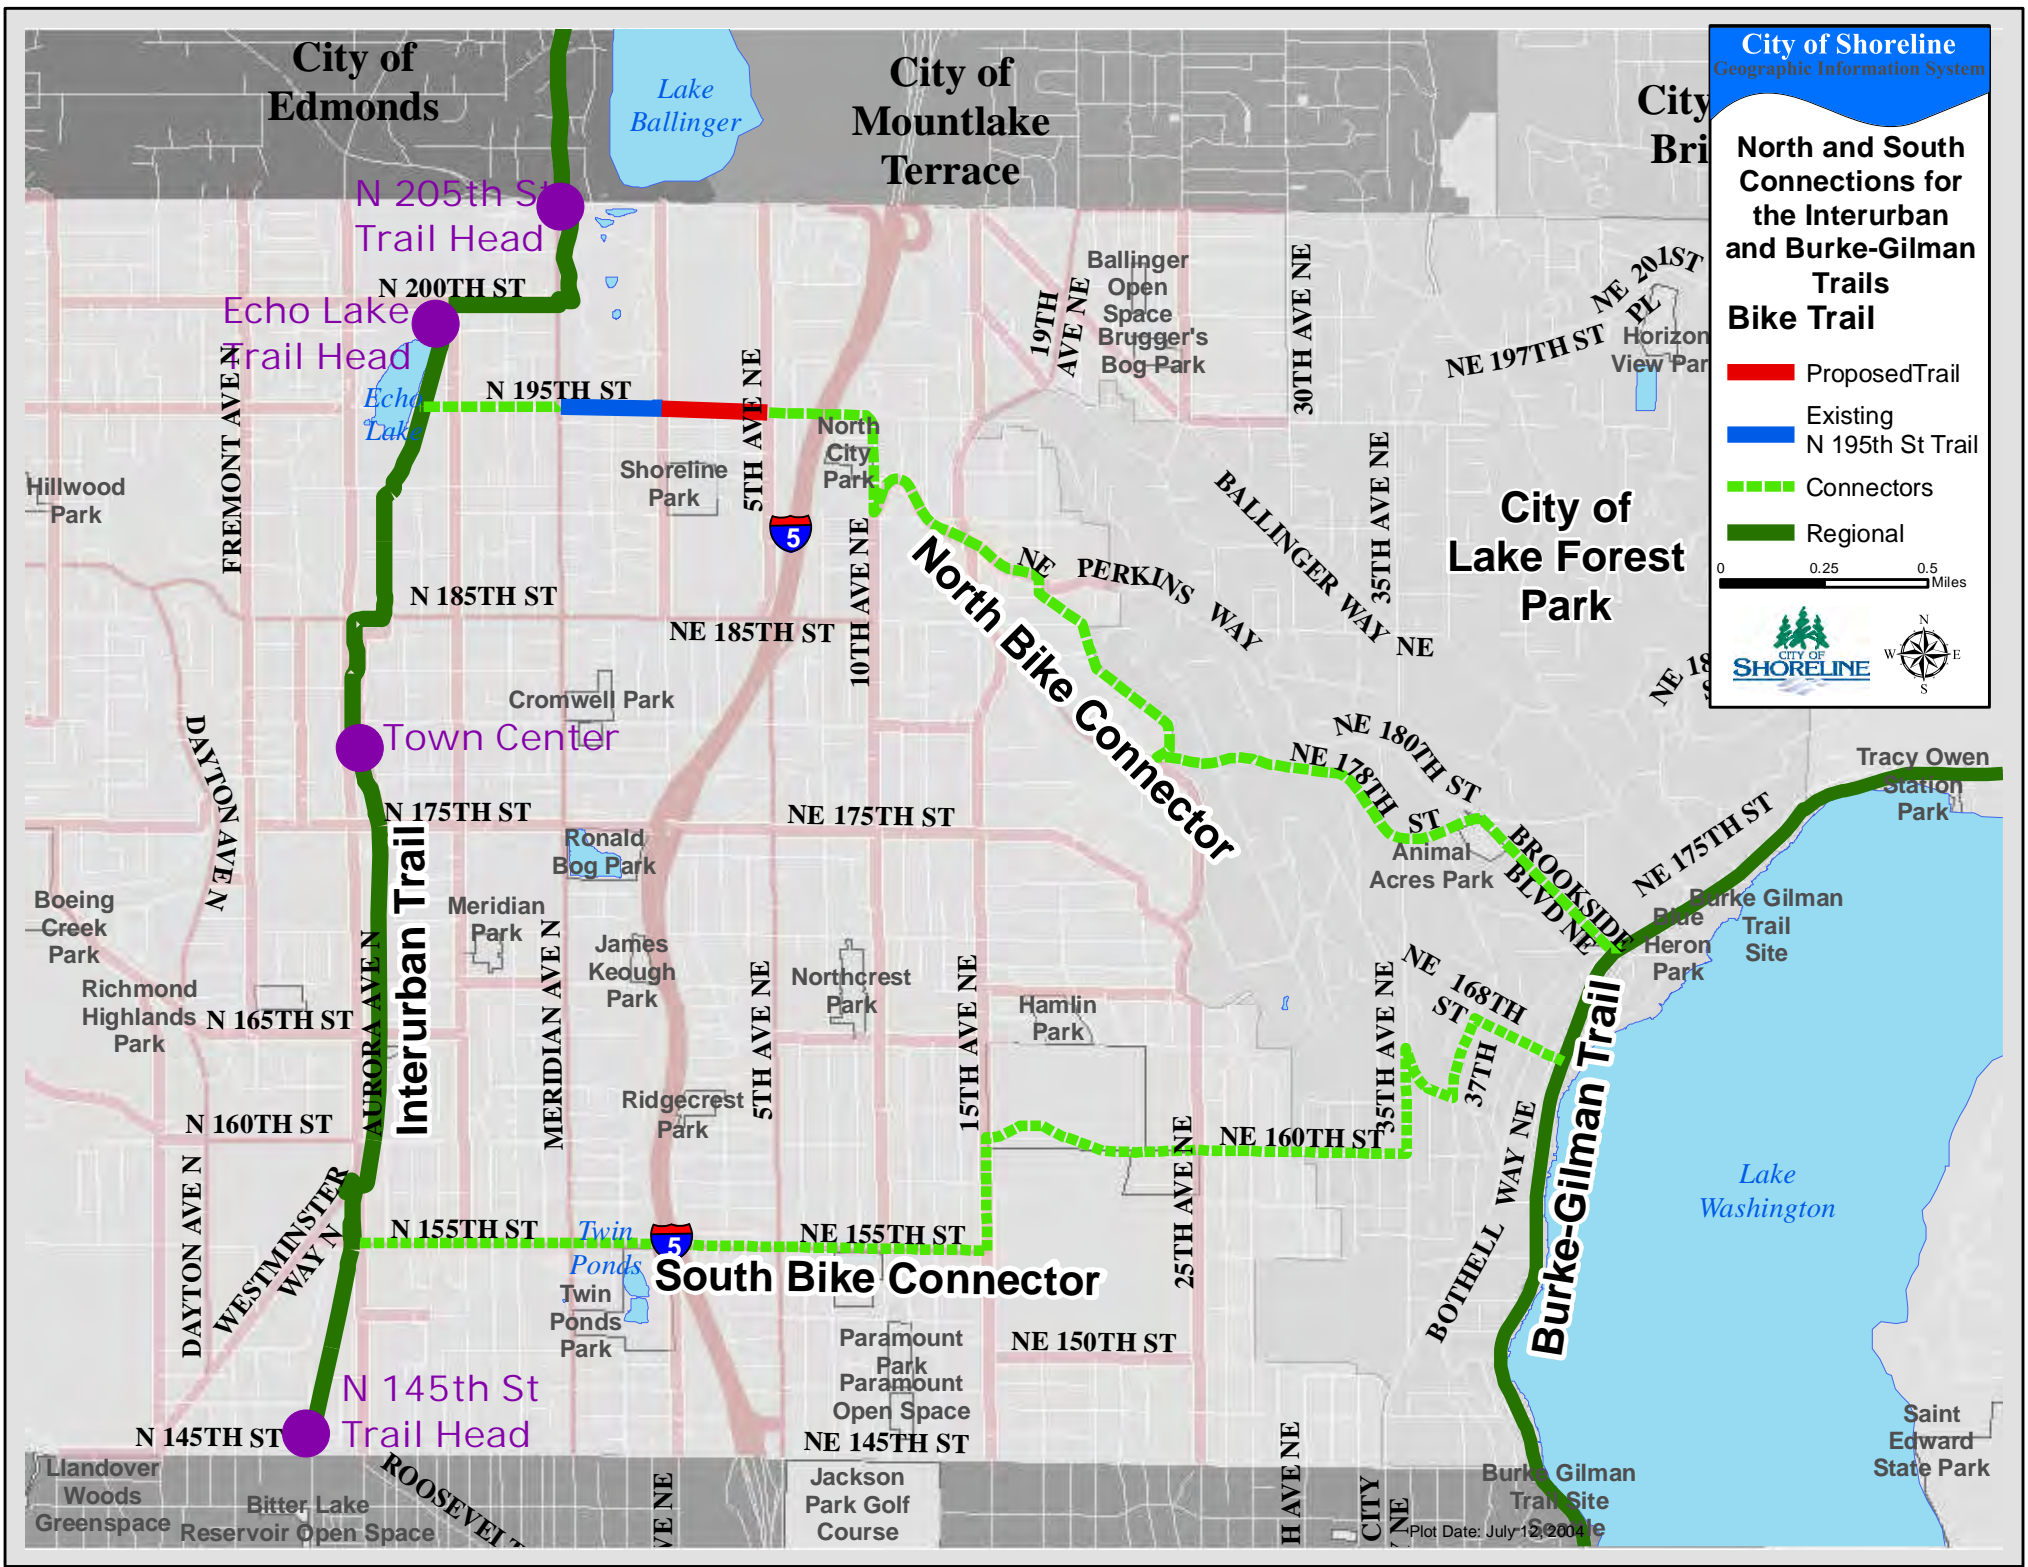 City of
Edmonds
Lake
Ballinger
City of
Mountlake
Terrace
City
Bri
City of Shoreline
Geographic Information System
North and South
Connections for
the Interurban
and Burke-Gilman
Trails
Bike Trail
ProposedTrail
Existing
N 195th St Trail
Connectors
Regional
0 0.25 0.5
Miles
CITY OF
SHORELINE
N
W E
S
N 205th St
Trail Head
N 200TH ST
Echo Lake
Trail Head
Echo
Lake
N 195TH ST
FREMONT AVE N
5TH AVE NE
North
City
Park
Shoreline
Park
Hillwood
Park
5
10TH AVE NE
19TH
AVE NE
Ballinger
Open
Space
Brugger's
Bog Park
30TH AVE NE
NE 201ST
PL
NE 197TH ST
Horizon
View Par
BALLINGER WAY NE
35TH AVE NE
City of
Lake Forest
Park
NE PERKINS WAY
North Bike Connector
N 185TH ST
NE 185TH ST
NE 18
Cromwell Park
Town Center
DAYTON AVE N
NE 180TH ST
NE 178TH
ST
Tracy Owen
Station
Park
N 175TH ST
NE 175TH ST
NE 175TH ST
Ronald
Bog Park
Animal
Acres Park
BROOKSIDE
BLVD NE
Interurban Trail
AURORA AVE N
Boeing
Creek
Park
Meridian
Park
MERIDIAN AVE N
James
Keough
Park
5TH AVE NE
Northcrest
Park
15TH AVE NE
Hamlin
Park
Burke Gilman
Trail
Site
Blue
Heron
Park
Richmond
Highlands
Park
N 165TH ST
35TH AVE NE
NE 168TH
ST
37TH
Burke-Gilman Trail
Ridgecrest
Park
N 160TH ST
NE 160TH ST
25TH AVE NE
BOTHELL WAY NE
Lake
Washington
DAYTON AVE N
WESTMINSTER
WAY N
N 155TH ST
Twin
Ponds
5
NE 155TH ST
South Bike Connector
Twin
Ponds
Park
Paramount
Park
Paramount
Open Space
NE 150TH ST
N 145th St
Trail Head
N 145TH ST
NE 145TH ST
Saint
Edward
State Park
Llandover
Woods
Greenspace
Bitter Lake
Reservoir Open Space
ROOSEVELT
VE NE
Jackson
Park Golf
Course
H AVE NE
CITY
NE
Burke Gilman
Trail Site
Seattle
Plot Date: July 12, 2004